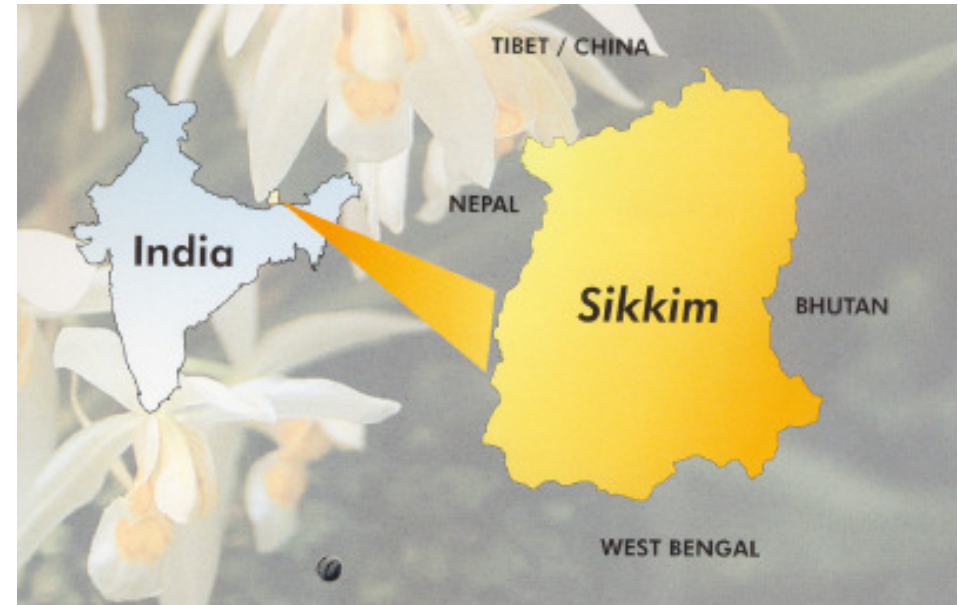 TIBET / CHINA
NEPAL
India
Sikkim
BHUTAN
WEST BENGAL